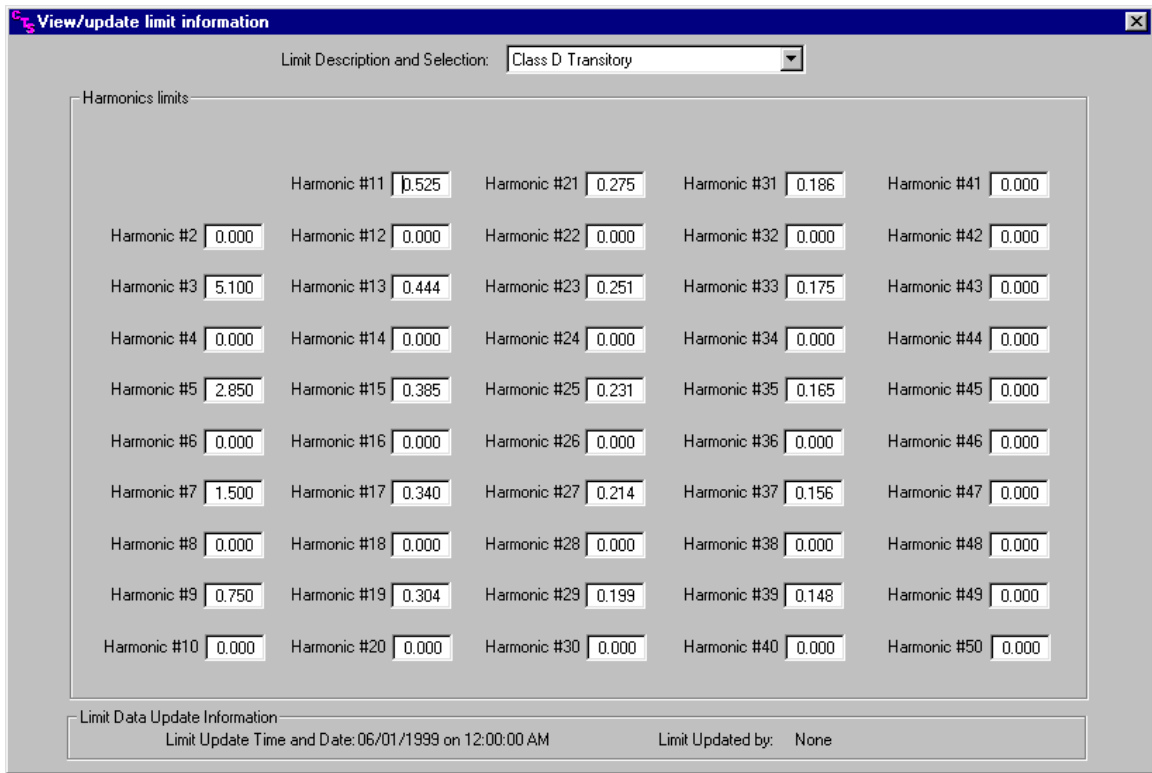 CTS View/update limit information
Limit Description and Selection: Class D Transitory
Harmonics limits
Harmonic #11 0.525 Harmonic #21 0.275 Harmonic #31 0.186 Harmonic #41 0.000
Harmonic #2 0.000 Harmonic #12 0.000 Harmonic #22 0.000 Harmonic #32 0.000 Harmonic #42 0.000
Harmonic #3 5.100 Harmonic #13 0.444 Harmonic #23 0.251 Harmonic #33 0.175 Harmonic #43 0.000
Harmonic #4 0.000 Harmonic #14 0.000 Harmonic #24 0.000 Harmonic #34 0.000 Harmonic #44 0.000
Harmonic #5 2.850 Harmonic #15 0.385 Harmonic #25 0.231 Harmonic #35 0.165 Harmonic #45 0.000
Harmonic #6 0.000 Harmonic #16 0.000 Harmonic #26 0.000 Harmonic #36 0.000 Harmonic #46 0.000
Harmonic #7 1.500 Harmonic #17 0.340 Harmonic #27 0.214 Harmonic #37 0.156 Harmonic #47 0.000
Harmonic #8 0.000 Harmonic #18 0.000 Harmonic #28 0.000 Harmonic #38 0.000 Harmonic #48 0.000
Harmonic #9 0.750 Harmonic #19 0.304 Harmonic #29 0.199 Harmonic #39 0.148 Harmonic #49 0.000
Harmonic #10 0.000 Harmonic #20 0.000 Harmonic #30 0.000 Harmonic #40 0.000 Harmonic #50 0.000
Limit Data Update Information
Limit Update Time and Date: 06/01/1999 on 12:00:00 AM Limit Updated by: None